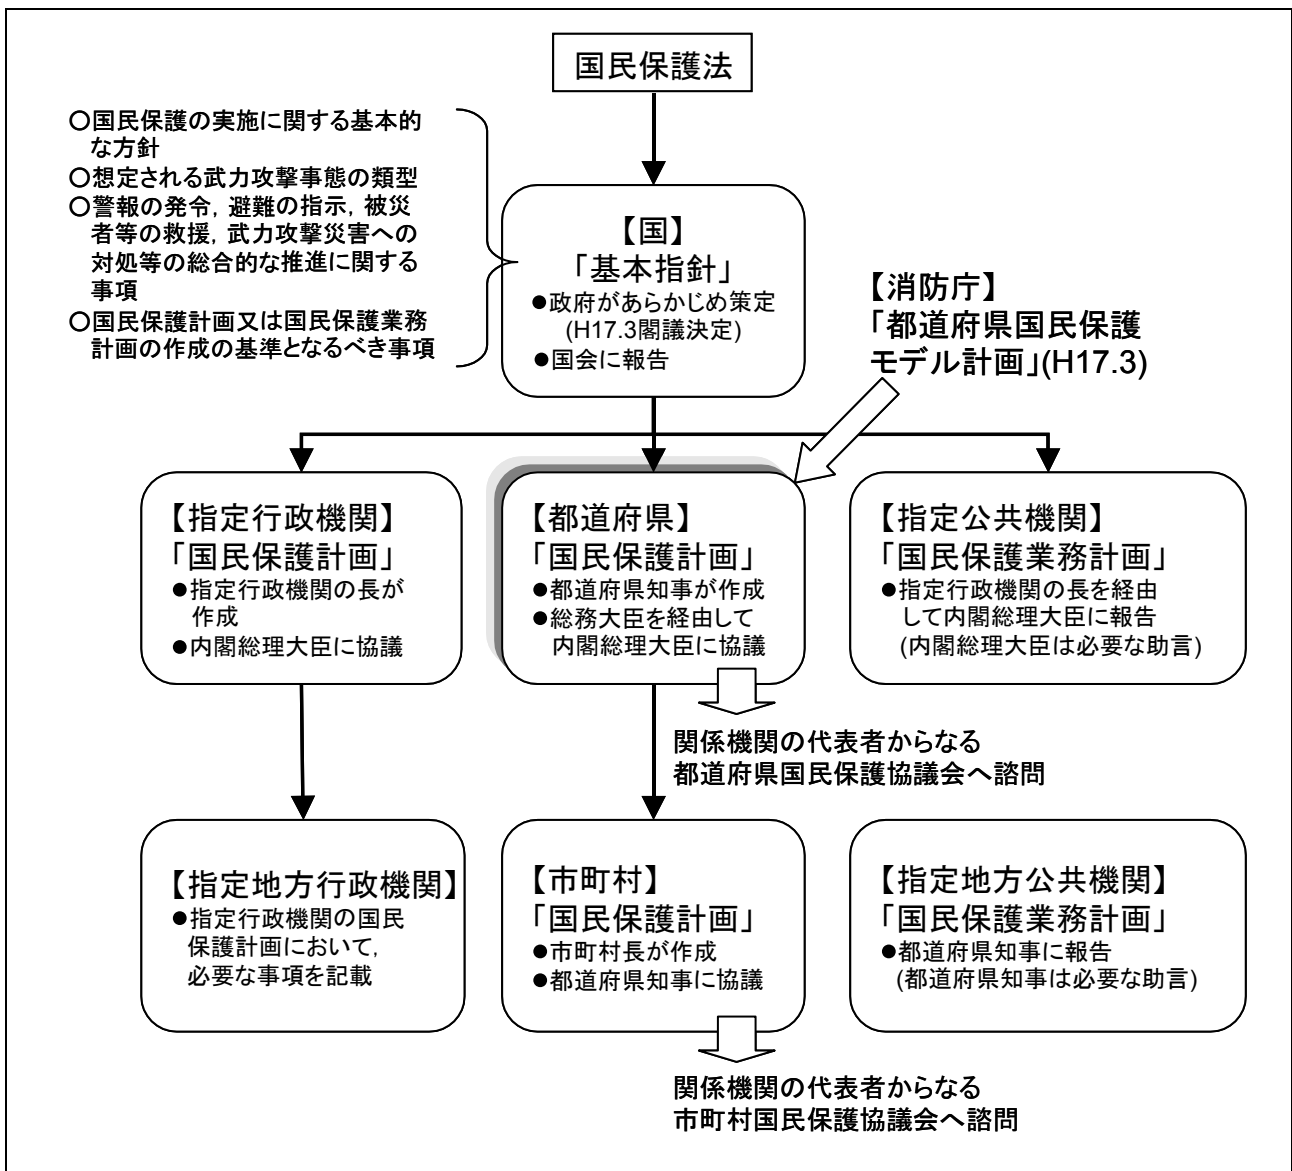 国民保護法
○国民保護の実施に関する基本的
な方針
○想定される武力攻撃事態の類型
○警報の発令,避難の指示,被災
者等の救援,武力攻撃災害への
対処等の総合的な推進に関する
事項
○国民保護計画又は国民保護業務
計画の作成の基準となるべき事項
【国】
「基本指針」
●政府があらかじめ策定
(H17.3閣議決定)
●国会に報告
【消防庁】
「都道府県国民保護
モデル計画」(H17.3)
【指定行政機関】
「国民保護計画」
●指定行政機関の長が
作成
●内閣総理大臣に協議
【都道府県】
「国民保護計画」
●都道府県知事が作成
●総務大臣を経由して
内閣総理大臣に協議
【指定公共機関】
「国民保護業務計画」
●指定行政機関の長を経由
して内閣総理大臣に報告
(内閣総理大臣は必要な助言)
関係機関の代表者からなる
都道府県国民保護協議会へ諮問
【指定地方行政機関】
●指定行政機関の国民
保護計画において,
必要な事項を記載
【市町村】
「国民保護計画」
●市町村長が作成
●都道府県知事に協議
【指定地方公共機関】
「国民保護業務計画」
●都道府県知事に報告
(都道府県知事は必要な助言)
関係機関の代表者からなる
市町村国民保護協議会へ諮問